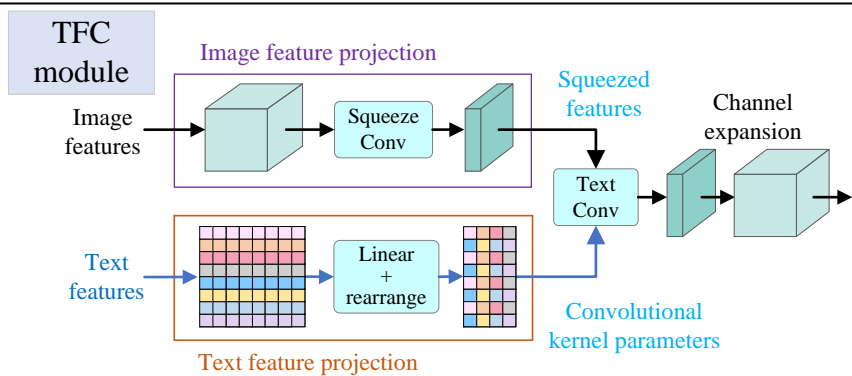 TFC
module
Image feature projection
Image
features
Squeeze
Conv
Squeezed
features
Channel
expansion
Text
Conv
Text
features
Linear
+
rearrange
Convolutional
kernel parameters
Text feature projection